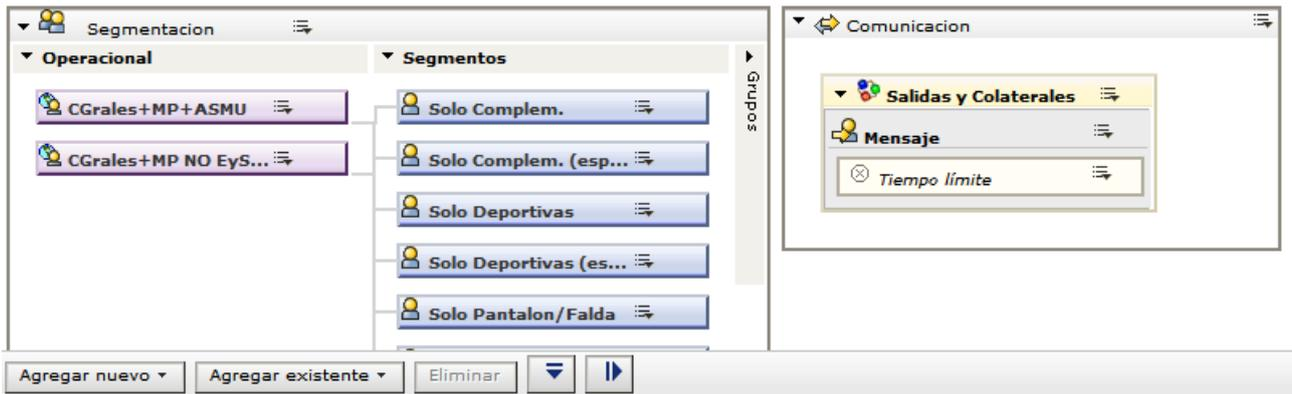 Segmentacion
Operacional
CGrales+MP+ASMU
CGrales+MP NO EyS...
Segmentos
Solo Complem.
Solo Complem. (esp...
Solo Deportivas
Solo Deportivas (es...
Solo Pantalon/Falda
Grupos
Comunicacion
Salidas y Colaterales
Mensaje
Tiempo límite
Agregar nuevo
Agregar existente
Eliminar